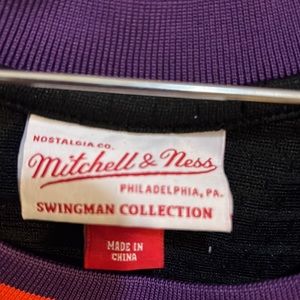 NOSTALGIA CO.
Mitchell & Ness
PHILADELPHIA, PA.
SWINGMAN COLLECTION
MADE IN
CHINA